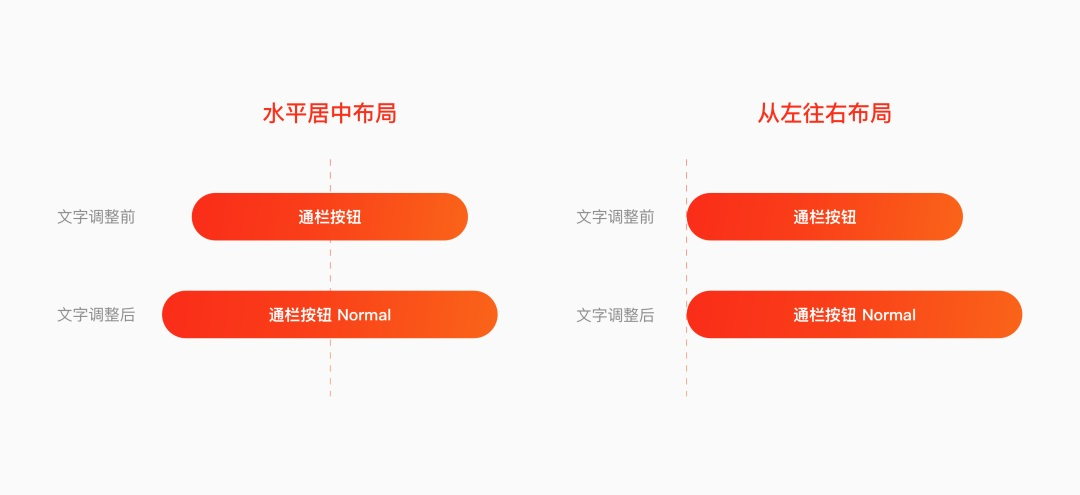 水平居中布局
文字调整前
通栏按钮
文字调整后
通栏按钮 Normal
从左往右布局
文字调整前
通栏按钮
文字调整后
通栏按钮 Normal